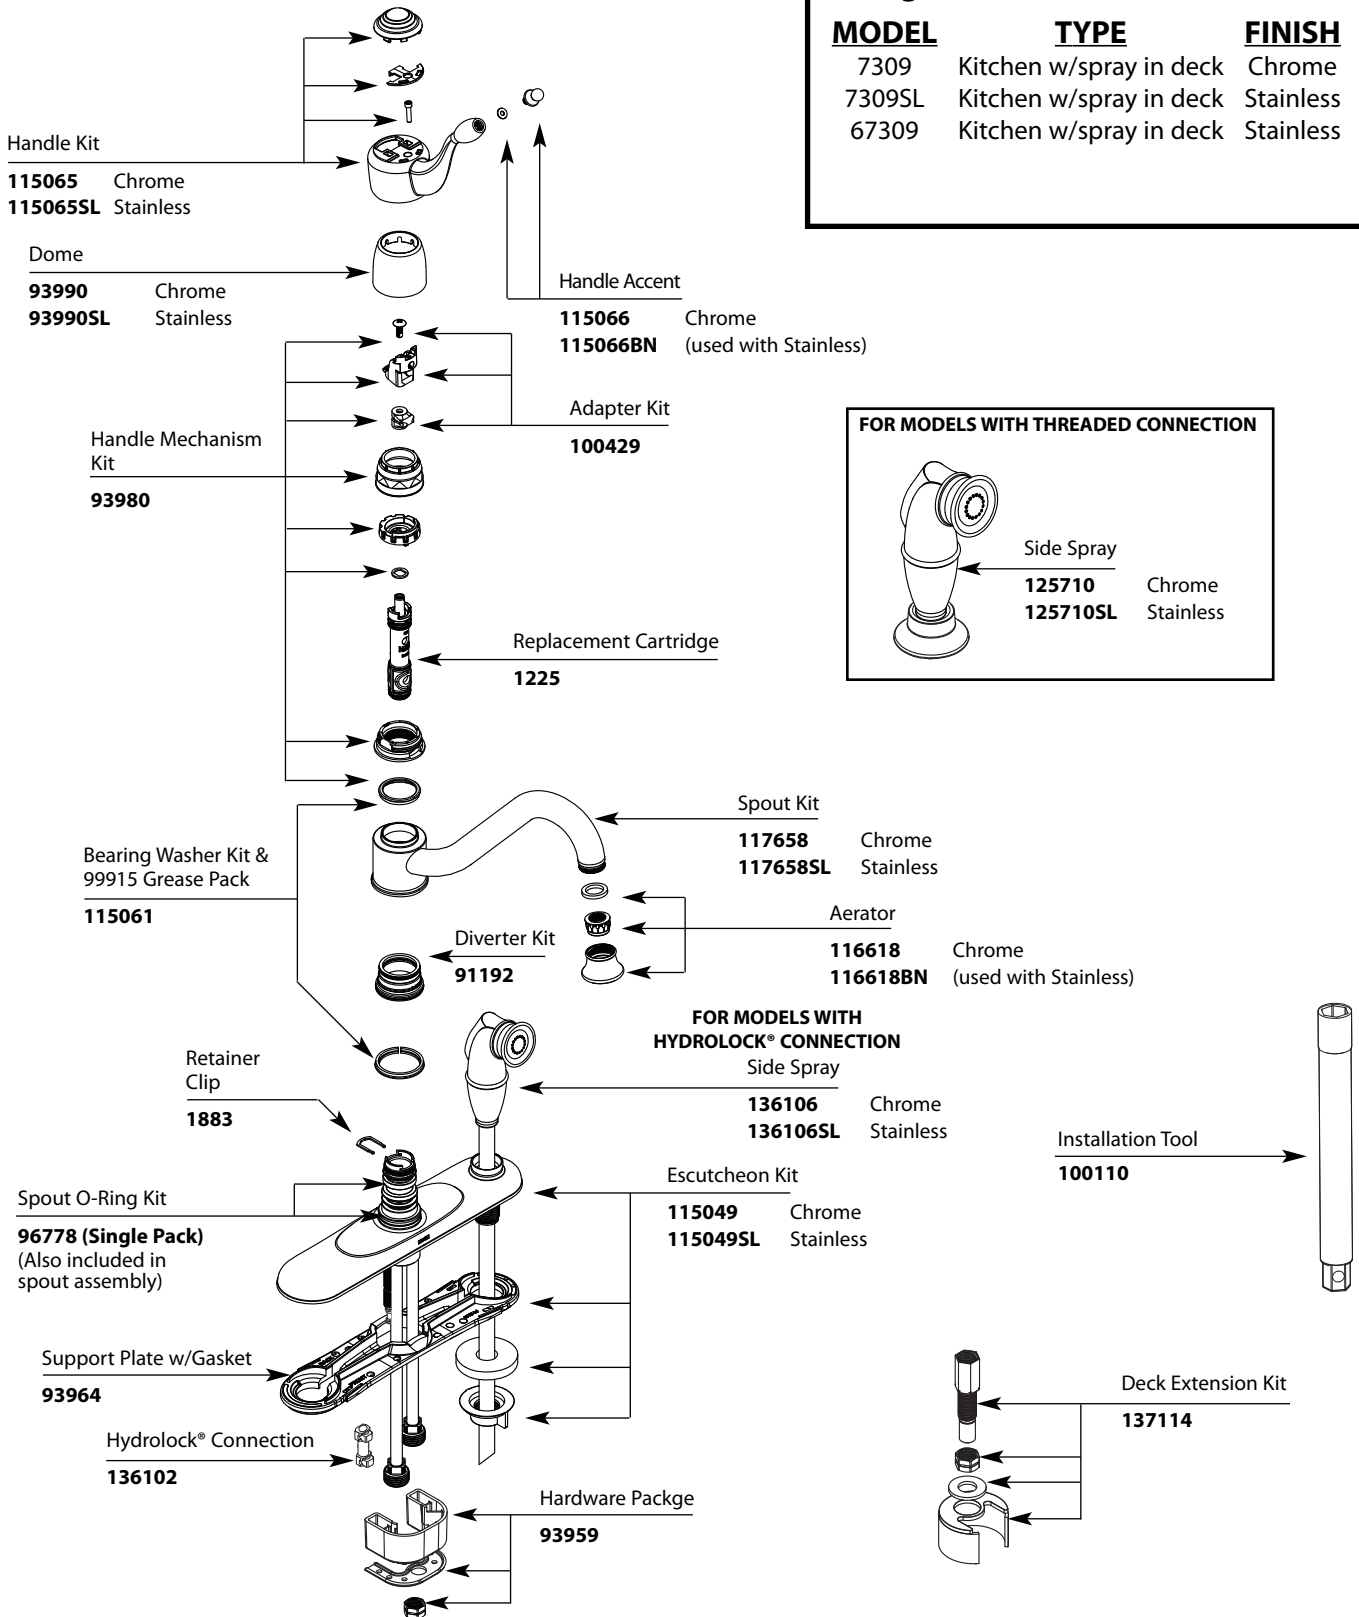 MODEL TYPE FINISH
7309 Kitchen w/spray in deck Chrome
7309SL Kitchen w/spray in deck Stainless
67309 Kitchen w/spray in deck Stainless
Handle Kit
115065 Chrome
115065SL Stainless
Dome
93990 Chrome
93990SL Stainless
Handle Accent
115066 Chrome
115066BN (used with Stainless)
Adapter Kit
100429
Handle Mechanism
Kit
93980
FOR MODELS WITH THREADED CONNECTION
Side Spray
125710 Chrome
125710SL Stainless
Replacement Cartridge
1225
Spout Kit
117658 Chrome
117658SL Stainless
Bearing Washer Kit &
99915 Grease Pack
115061
Aerator
116618 Chrome
116618BN (used with Stainless)
Diverter Kit
91192
FOR MODELS WITH
HYDROLOCK® CONNECTION
Side Spray
136106 Chrome
136106SL Stainless
Retainer
Clip
1883
Installation Tool
100110
Spout O-Ring Kit
96778 (Single Pack)
(Also included in
spout assembly)
Escutcheon Kit
115049 Chrome
115049SL Stainless
Support Plate w/Gasket
93964
Deck Extension Kit
137114
Hydrolock® Connection
136102
Hardware Packge
93959